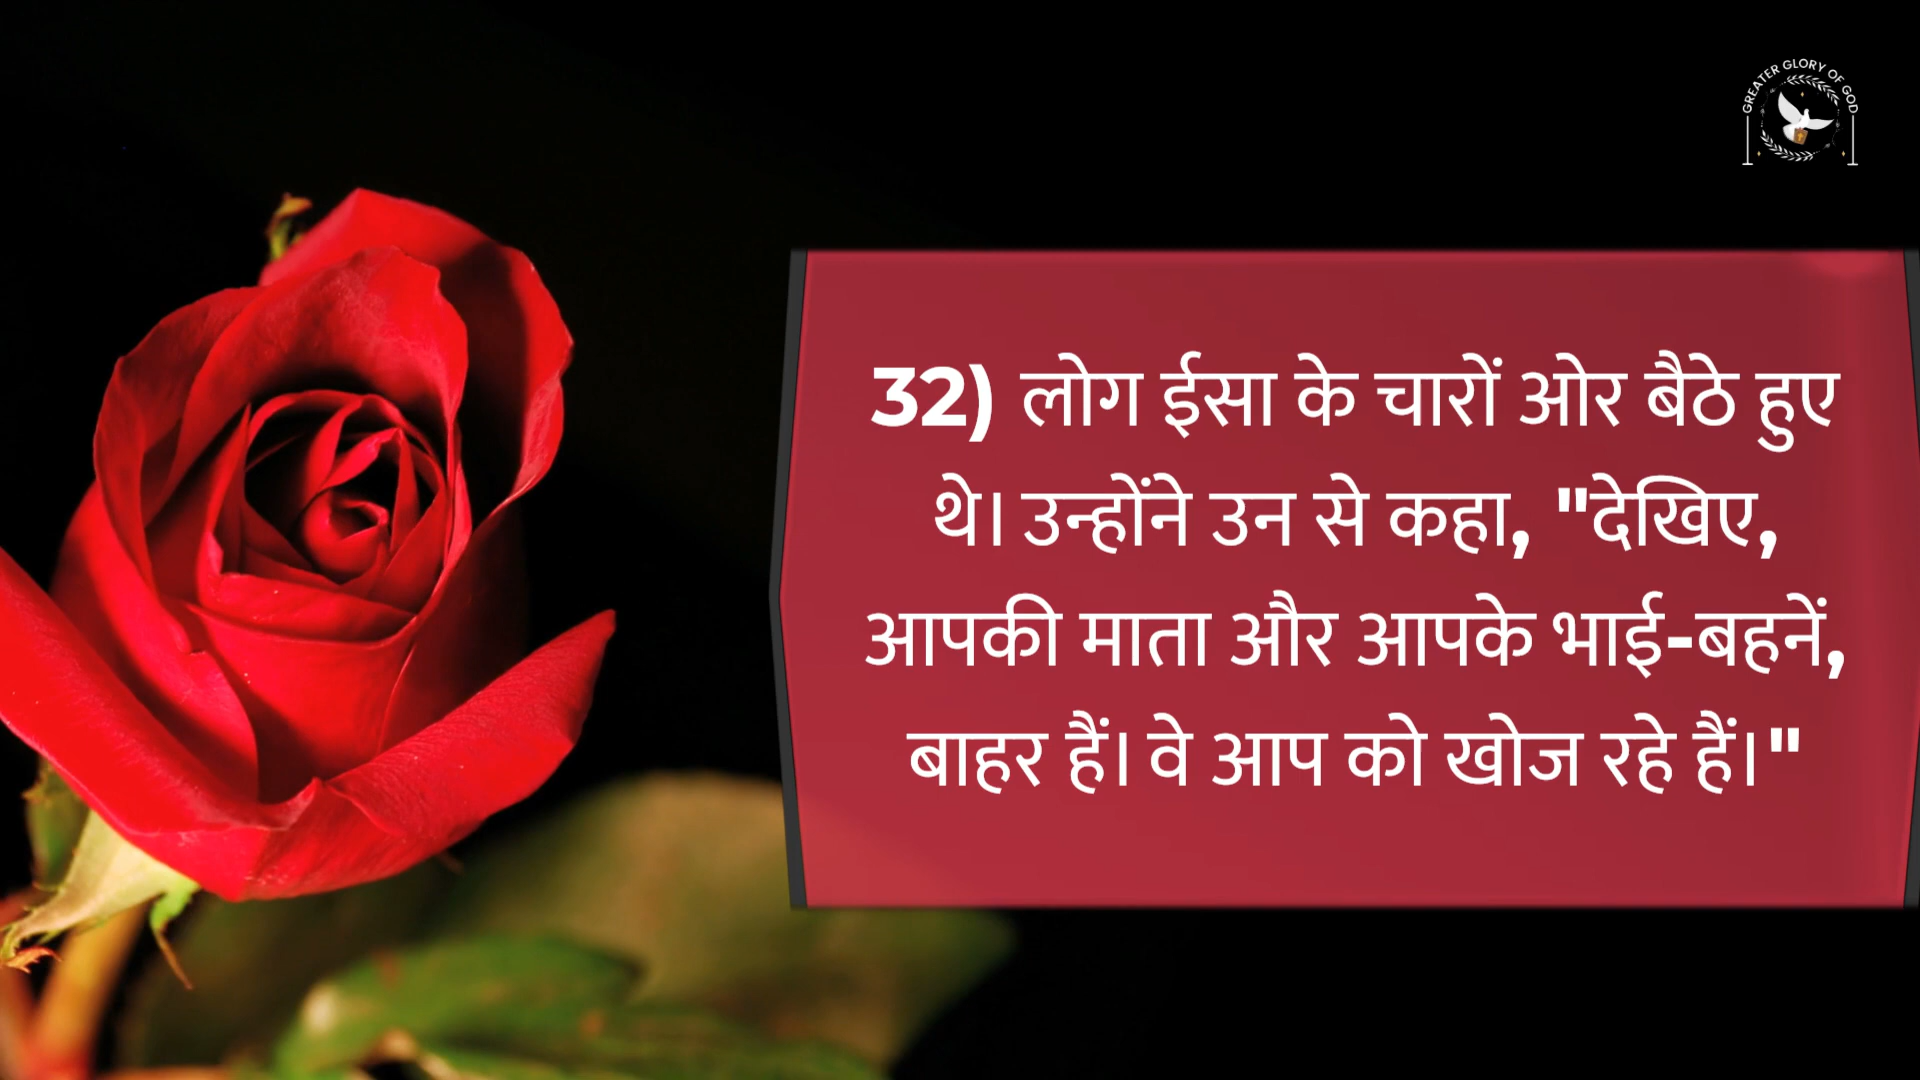 GREATER GLORY OF GOD
32) लोग ईसा के चारों ओर बैठे हुए
थे। उन्होंने उन से कहा, "देखिए,
आपकी माता और आपके भाई-बहनें,
बाहर हैं। वे आप को खोज रहे हैं।"